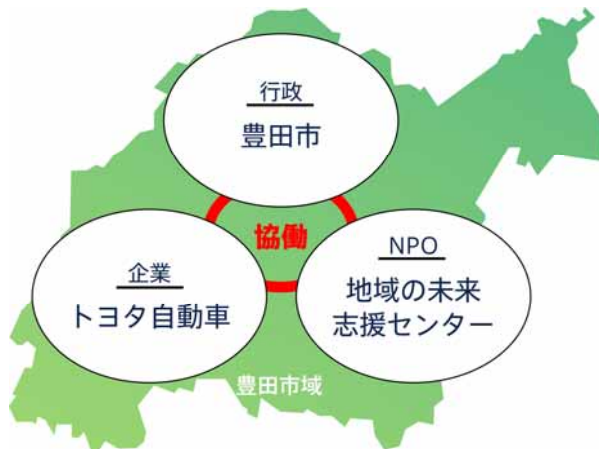 行政
豊田市
協働
企業
トヨタ自動車
NPO
地域の未来
志援センター
豊田市域